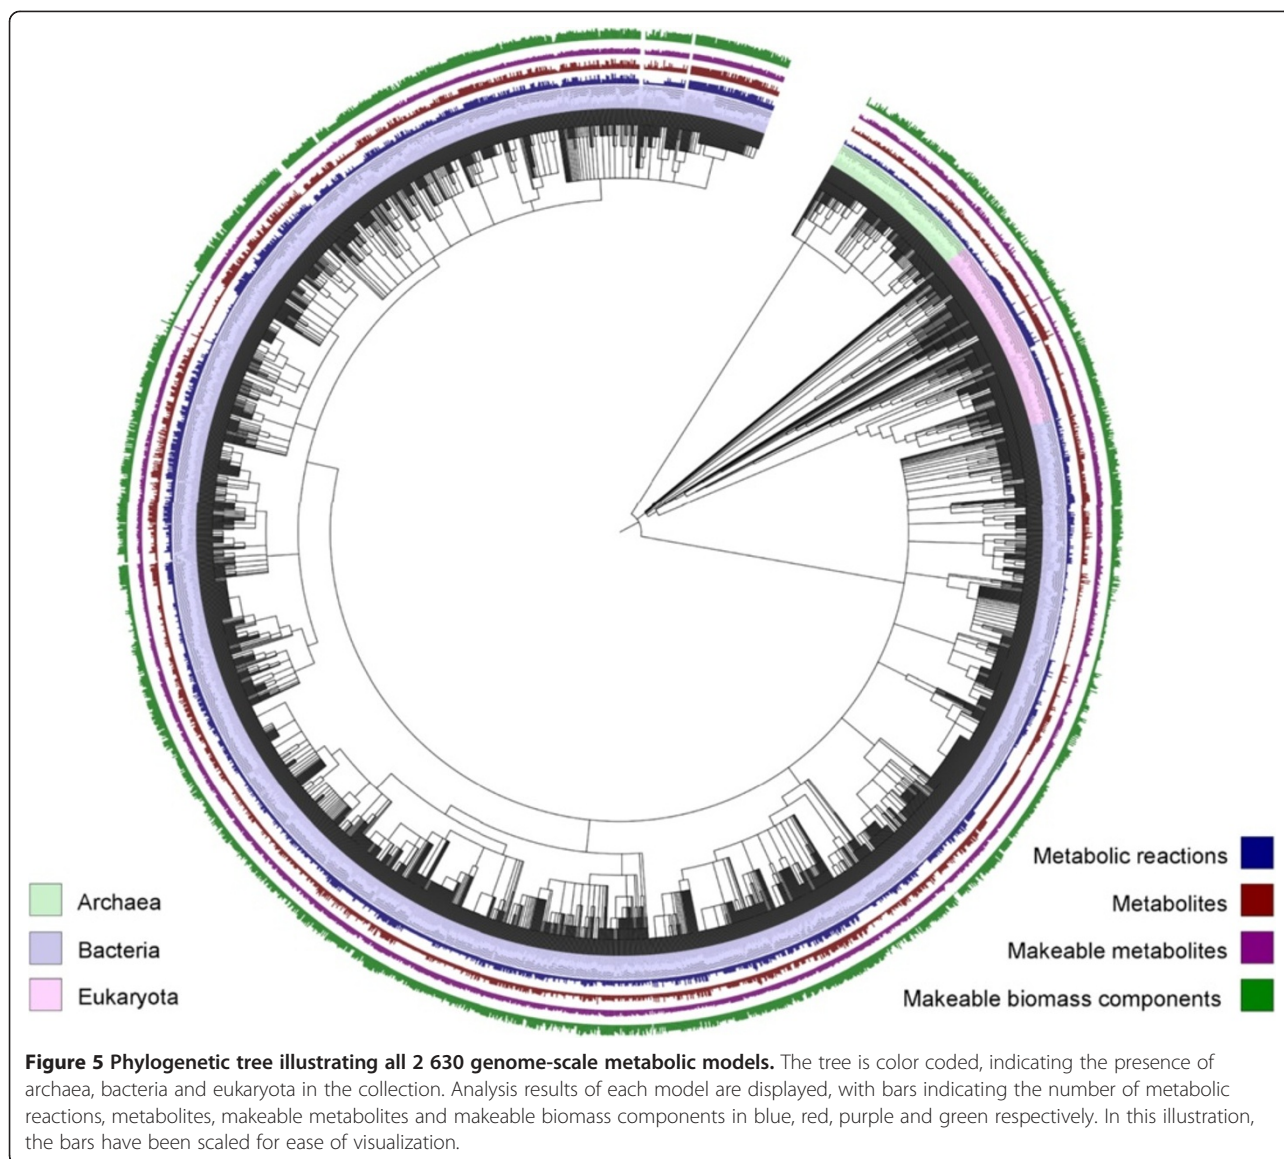 Archaea
Bacteria
Eukaryota
Metabolic reactions
Metabolites
Makeable metabolites
Makeable biomass components
Figure 5 Phylogenetic tree illustrating all 2 630 genome-scale metabolic models. The tree is color coded, indicating the presence of
archaea, bacteria and eukaryota in the collection. Analysis results of each model are displayed, with bars indicating the number of metabolic
reactions, metabolites, makeable metabolites and makeable biomass components in blue, red, purple and green respectively. In this illustration,
the bars have been scaled for ease of visualization.